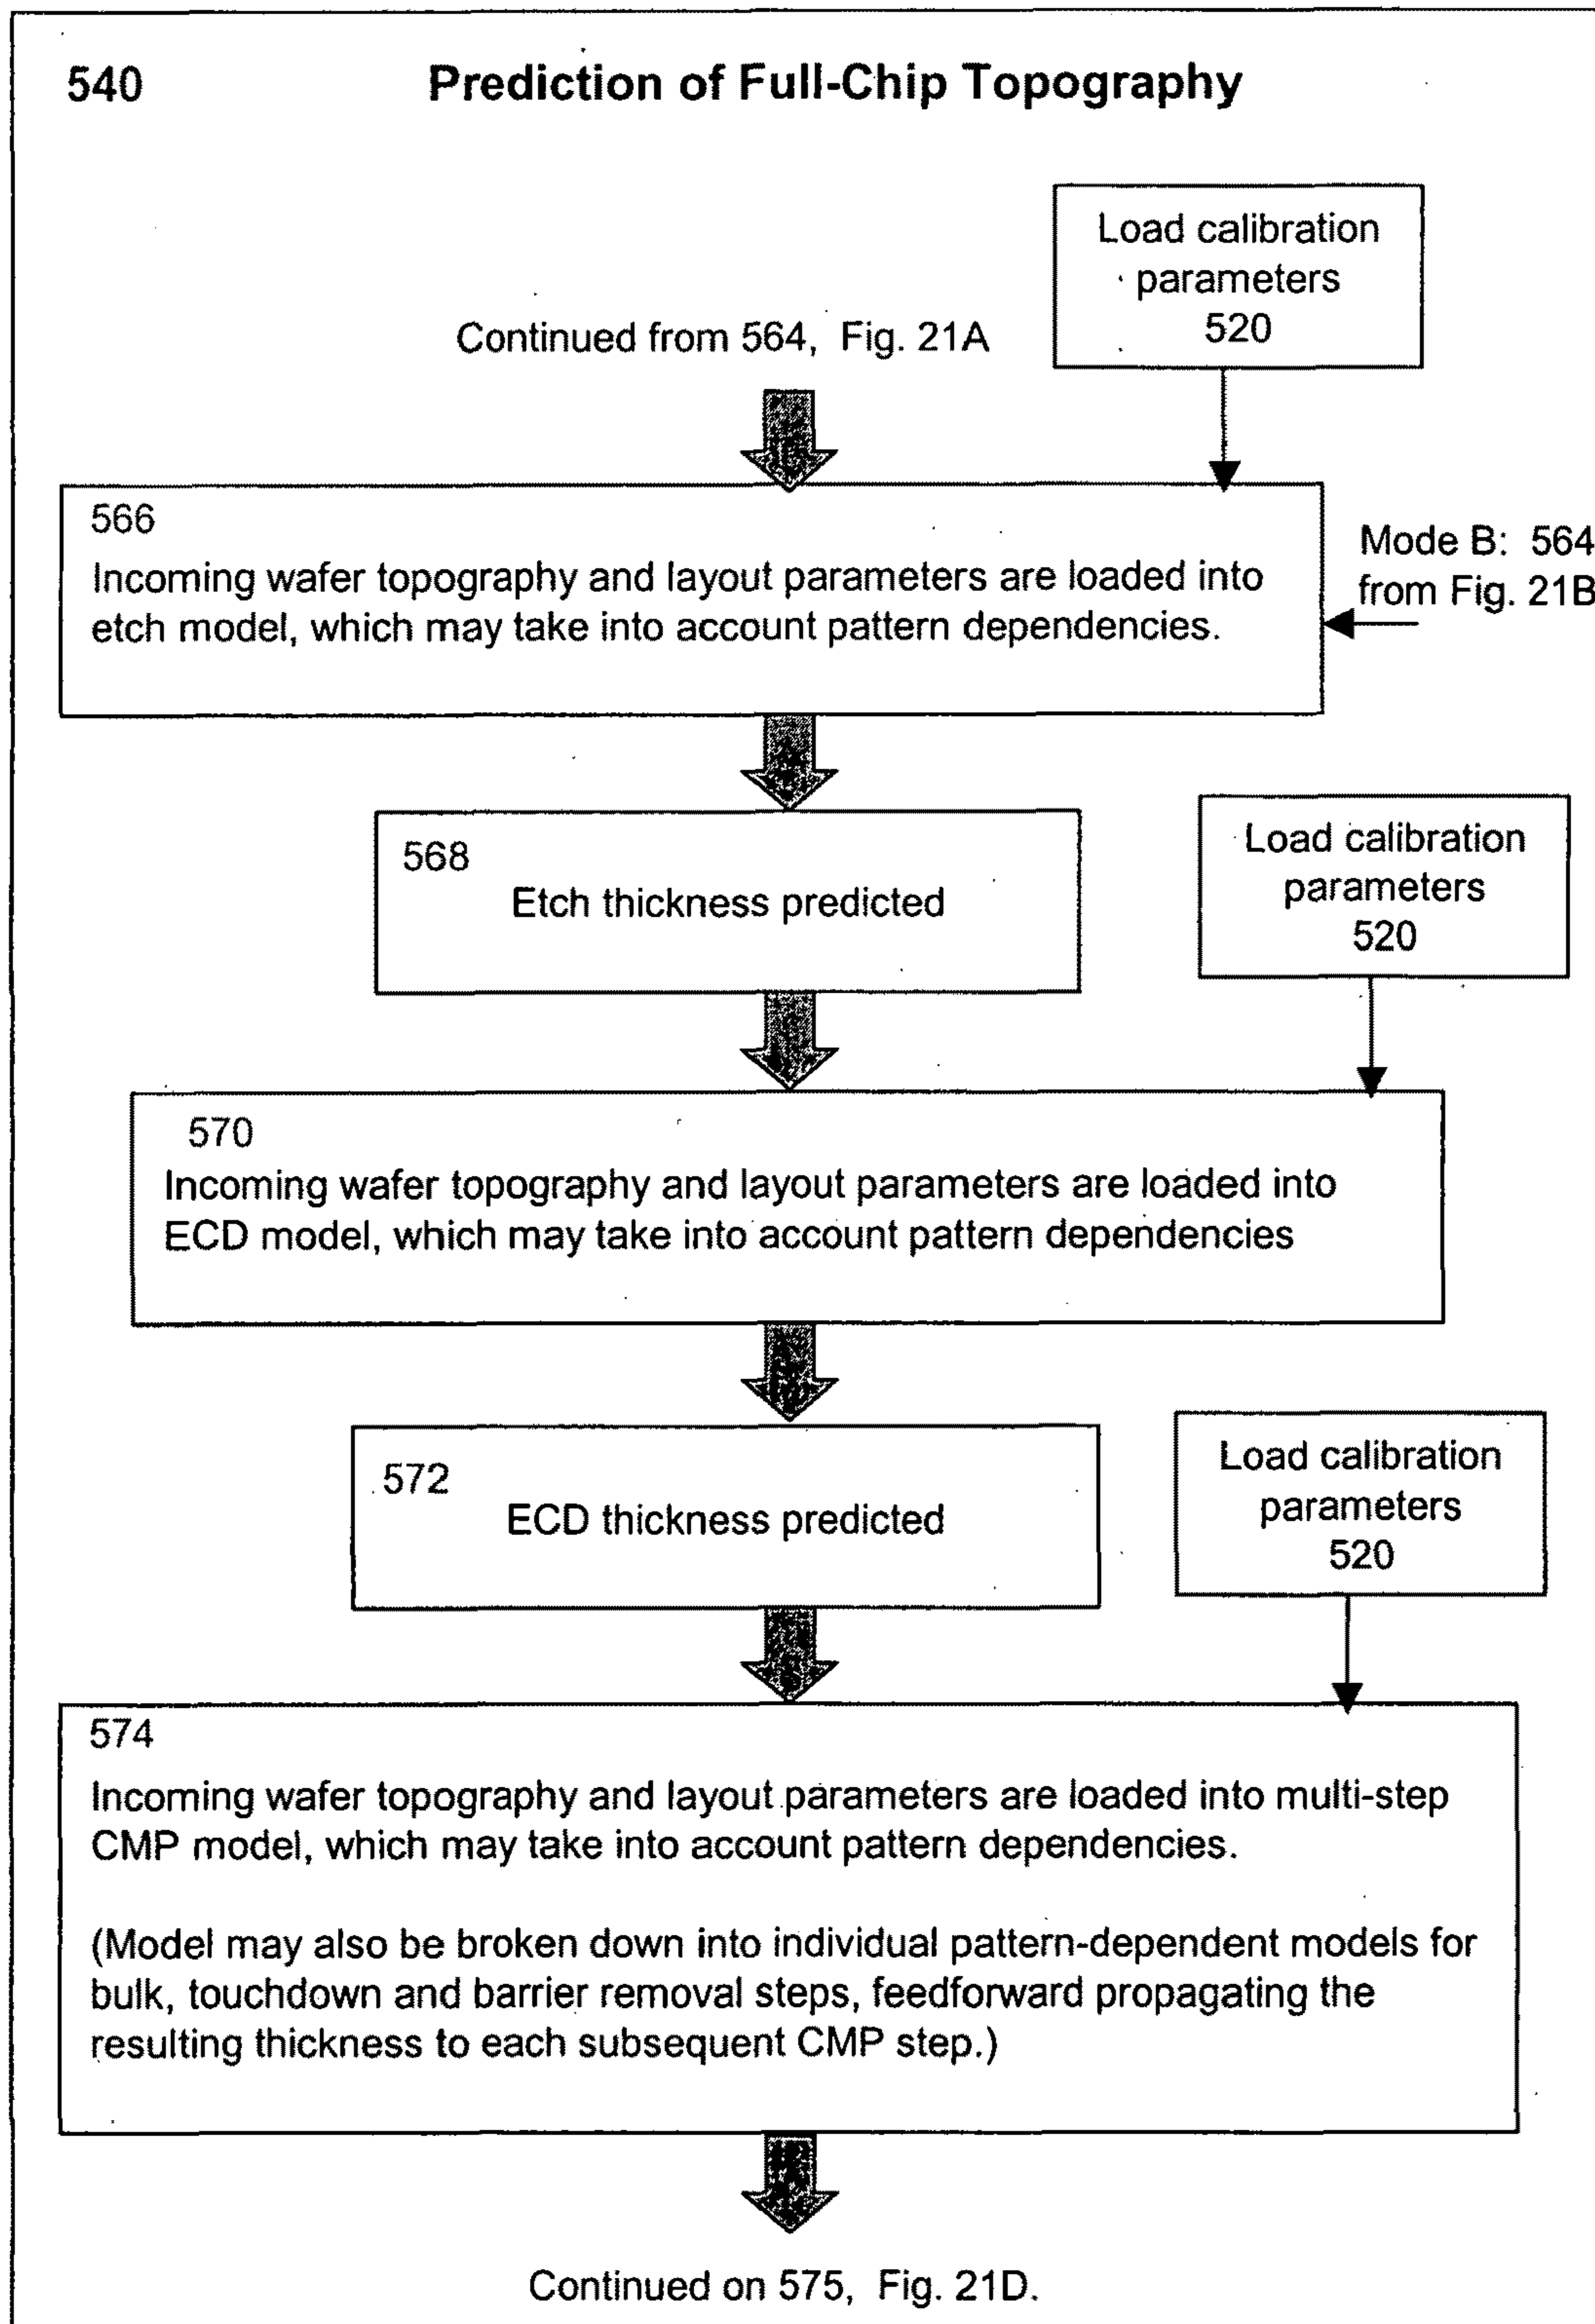 540
Prediction of Full-Chip Topography
Load calibration
parameters
520
Continued from 564, Fig. 21A
566
Incoming wafer topography and layout parameters are loaded into
etch model, which may take into account pattern dependencies.
Mode B: 564
from Fig. 21B
568
Etch thickness predicted
Load calibration
parameters
520
570
Incoming wafer topography and layout parameters are loaded into
ECD model, which may take into account pattern dependencies
572
ECD thickness predicted
Load calibration
parameters
520
574
Incoming wafer topography and layout parameters are loaded into multi-step
CMP model, which may take into account pattern dependencies.
(Model may also be broken down into individual pattern-dependent models for
bulk, touchdown and barrier removal steps, feedforward propagating the
resulting thickness to each subsequent CMP step.)
Continued on 575, Fig. 21D.